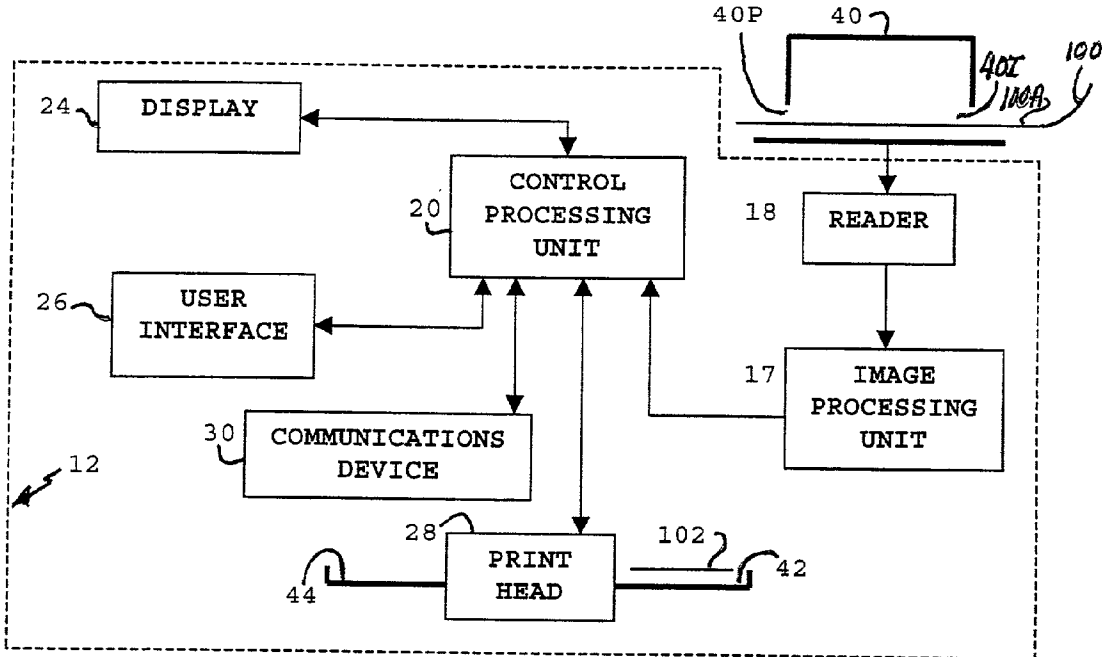 40P
40
100
40I
100A
24
DISPLAY
20
CONTROL
PROCESSING
UNIT
18
READER
26
USER
INTERFACE
17
IMAGE
PROCESSING
UNIT
30
COMMUNICATIONS
DEVICE
12
28
PRINT
HEAD
102
42
44